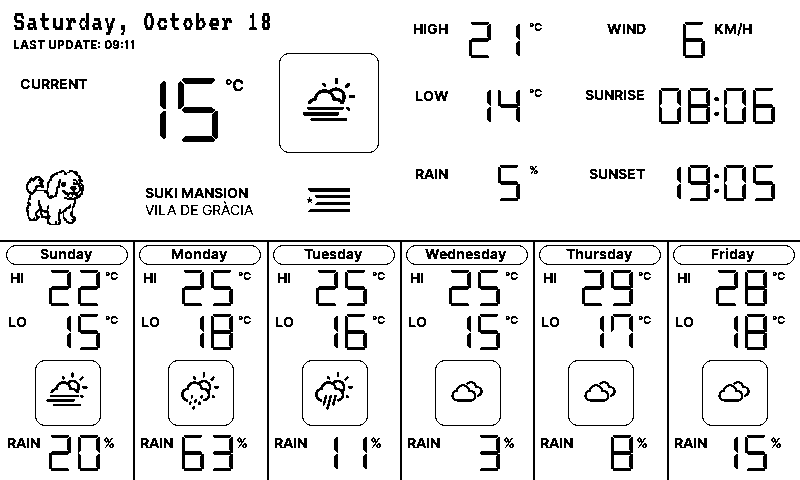 Saturday, October 18
LAST UPDATE: 09:11
CURRENT 15 °C
SUKI MANSION
VILA DE GRÀCIA
HIGH 21 °C
LOW 14 °C
RAIN 5 %
WIND 6 KM/H
SUNRISE 08:06
SUNSET 19:05
Sunday
HI 22 °C
LO 15 °C
RAIN 20 %
Monday
HI 25 °C
LO 18 °C
RAIN 63 %
Tuesday
HI 25 °C
LO 16 °C
RAIN 11 %
Wednesday
HI 25 °C
LO 15 °C
RAIN 3 %
Thursday
HI 29 °C
LO 17 °C
RAIN 8 %
Friday
HI 28 °C
LO 18 °C
RAIN 15 %